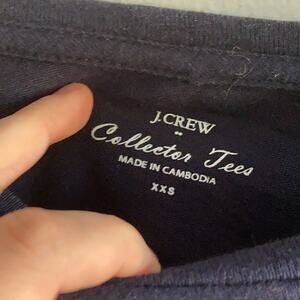 J.CREW
Collector Tees
MADE IN CAMBODIA
XXS